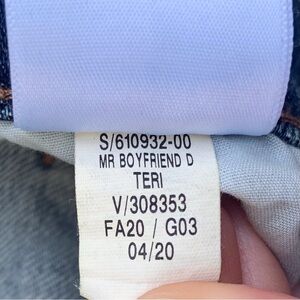 S/610932-00
MR BOYFRIEND D
TERI
V/308353
FA20 / G03
04/20